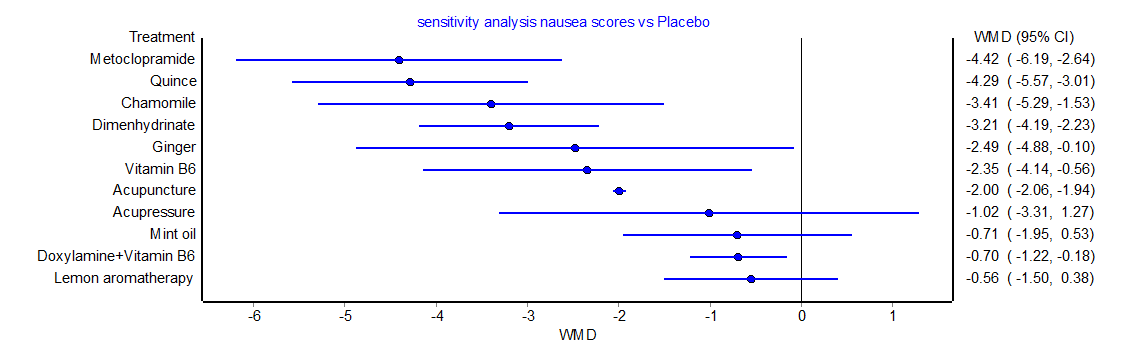 sensitivity analysis nausea scores vs Placebo
Treatment WMD (95% CI)
Metoclopramide -4.42 ( -6.19, -2.64)
Quince -4.29 ( -5.57, -3.01)
Chamomile -3.41 ( -5.29, -1.53)
Dimenhydrinate -3.21 ( -4.19, -2.23)
Ginger -2.49 ( -4.88, -0.10)
Vitamin B6 -2.35 ( -4.14, -0.56)
Acupuncture -2.00 ( -2.06, -1.94)
Acupressure -1.02 ( -3.31, 1.27)
Mint oil -0.71 ( -1.95, 0.53)
Doxylamine+Vitamin B6 -0.70 ( -1.22, -0.18)
Lemon aromatherapy -0.56 ( -1.50, 0.38)
-6 -5 -4 -3 -2 -1 0 1
WMD